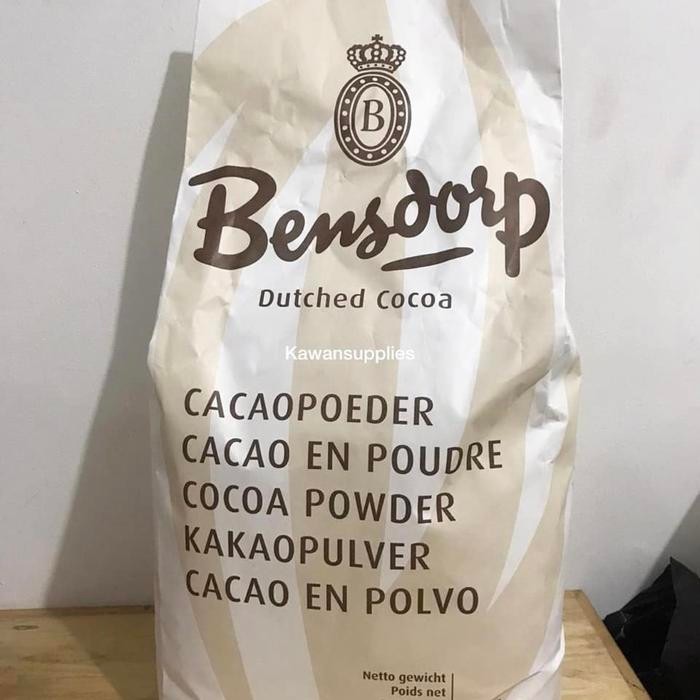 B
Bensdorp
Dutched Cocoa
Kawansupplies
CACAOPOEDER
CACAO EN POUDRE
COCOA POWDER
KAKAOPULVER
CACAO EN POLVO
Netto gewicht
Poids net